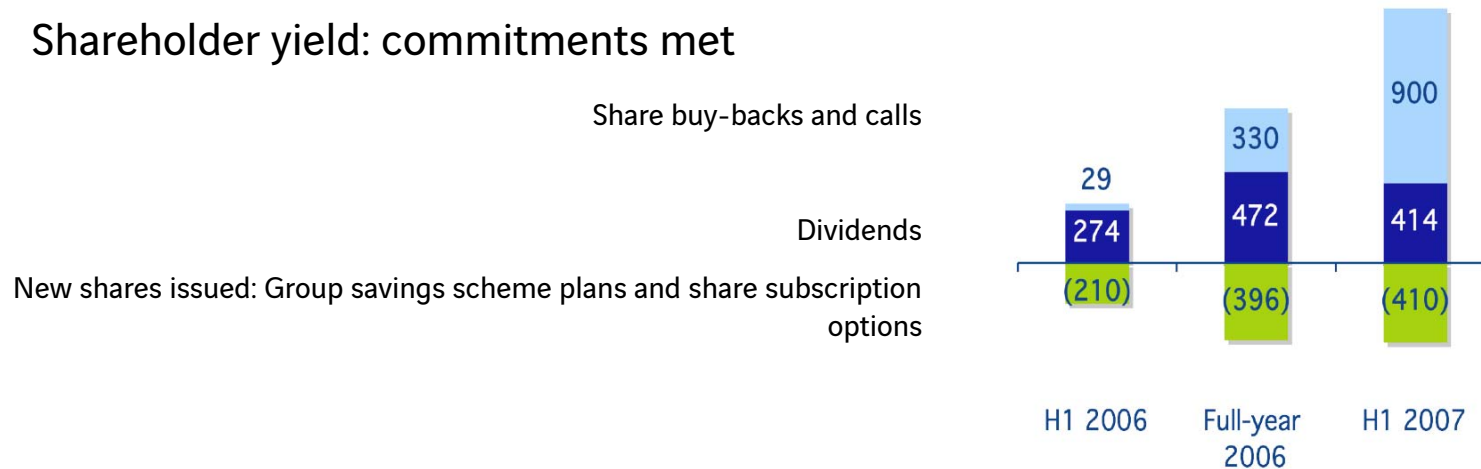 Shareholder yield: commitments met
Share buy-backs and calls
Dividends
New shares issued: Group savings scheme plans and share subscription
options
900
330
29
274
472
414
(210)
(396)
(410)
H1 2006
Full-year
2006
H1 2007